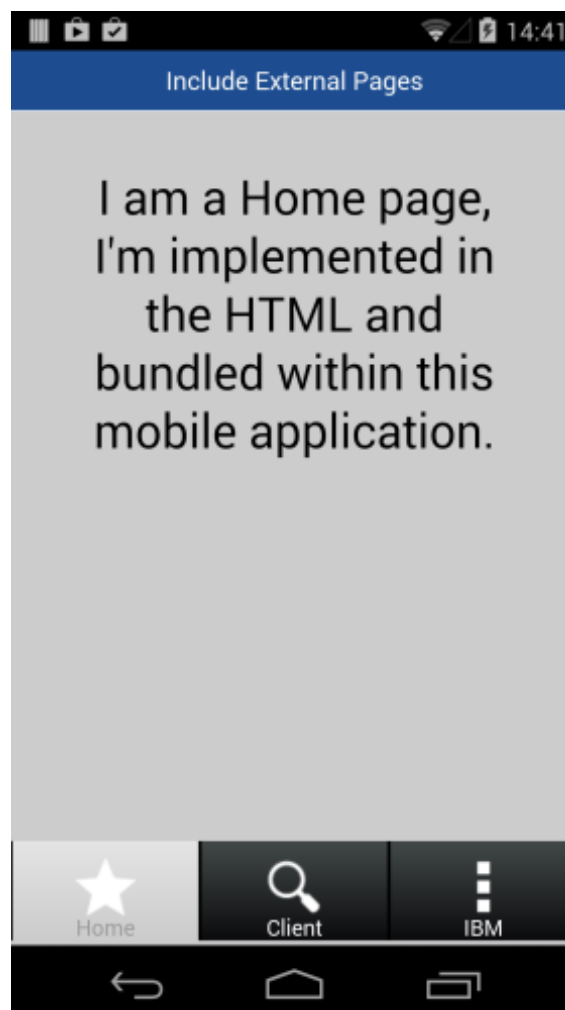 14:41
Include External Pages
I am a Home page,
I'm implemented in
the HTML and
bundled within this
mobile application.
Home
Client
IBM